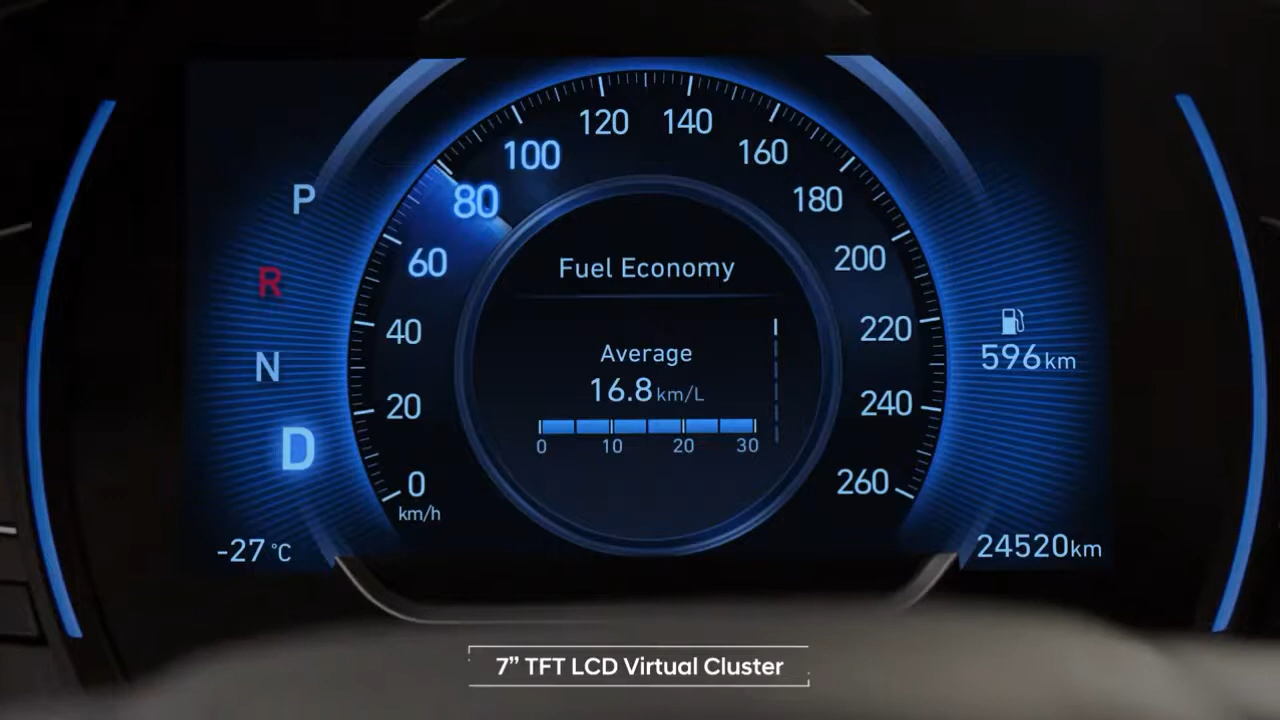 P
R
N
D
-27 °C
0
km/h
20
40
60
80
100
120
140
160
180
200
220
240
260
Fuel Economy
Average
16.8 km/L
0 10 20 30
596 km
24520 km
7” TFT LCD Virtual Cluster